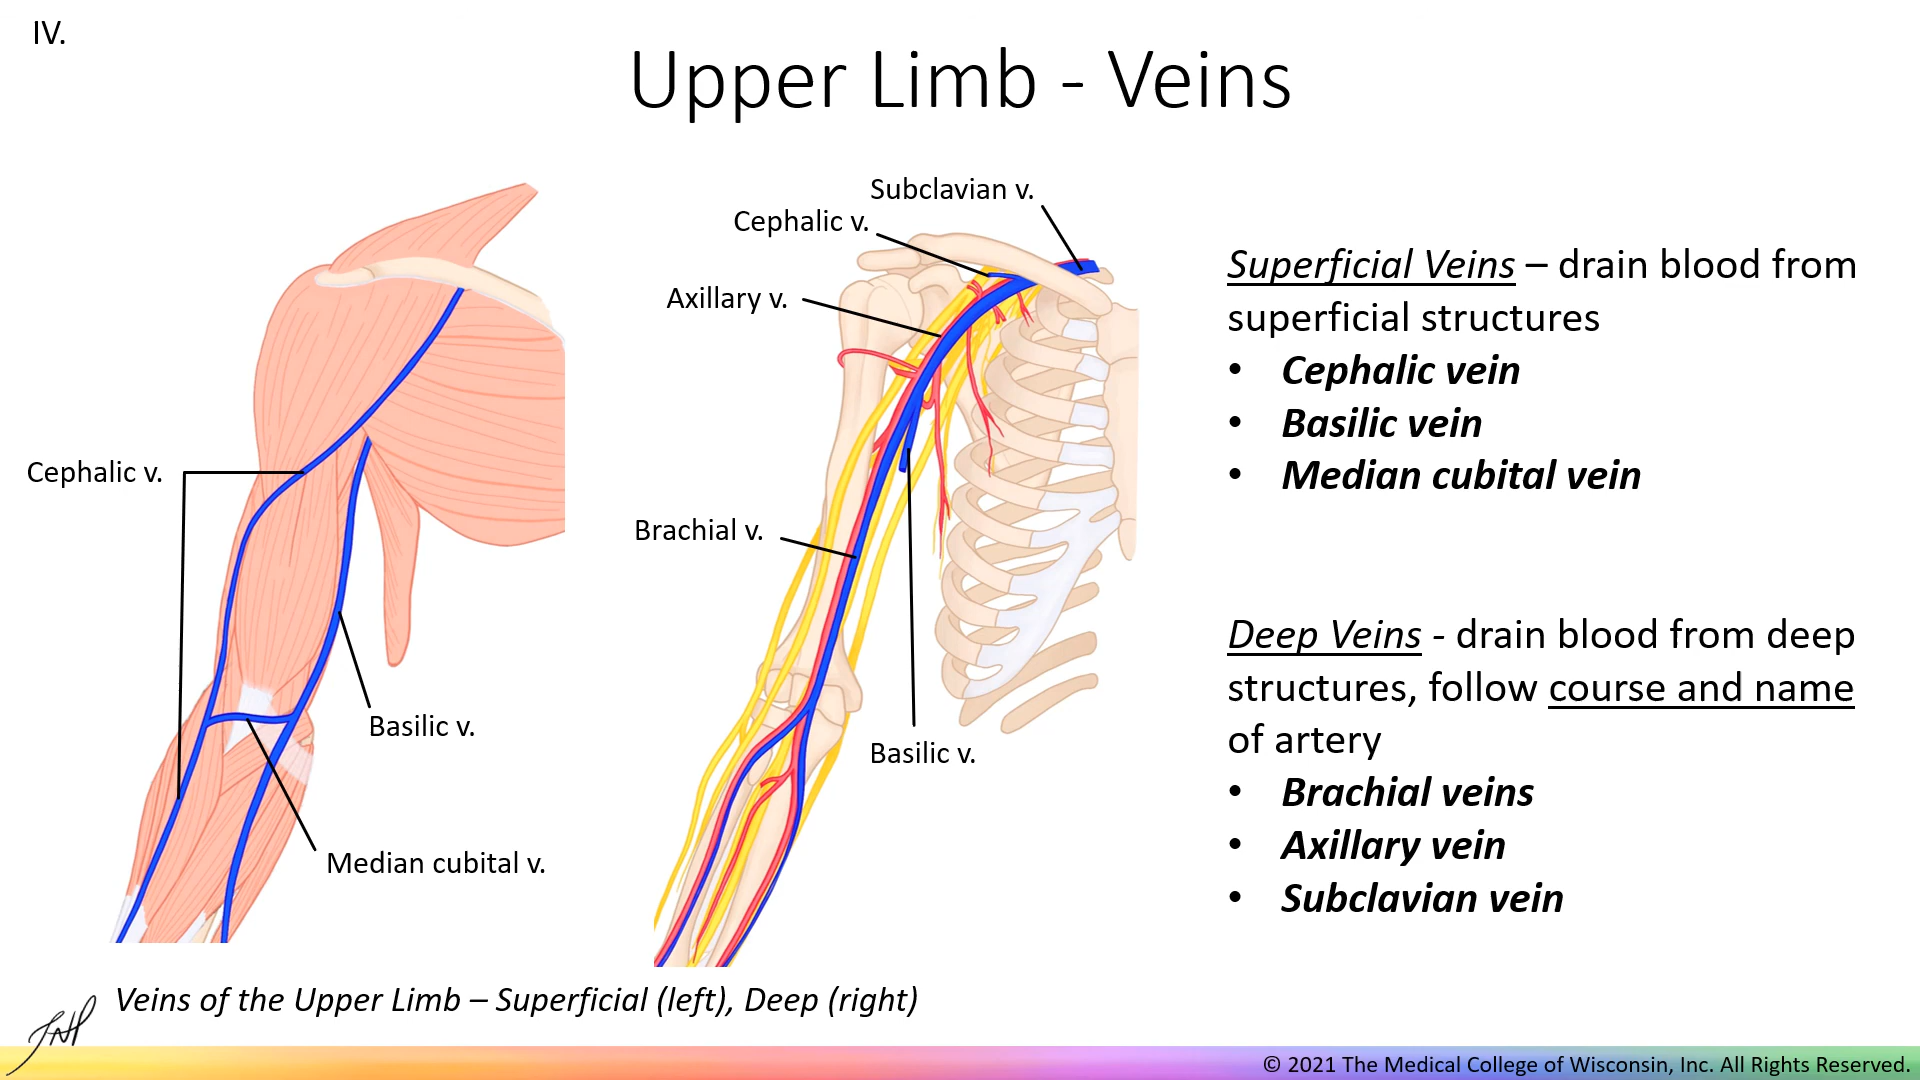 IV.
Upper Limb - Veins
Cephalic v.
Basilic v.
Median cubital v.
Subclavian v.
Cephalic v.
Axillary v.
Brachial v.
Basilic v.
Superficial Veins – drain blood from
superficial structures
• Cephalic vein
• Basilic vein
• Median cubital vein
Deep Veins - drain blood from deep
structures, follow course and name
of artery
• Brachial veins
• Axillary vein
• Subclavian vein
Veins of the Upper Limb – Superficial (left), Deep (right)
© 2021 The Medical College of Wisconsin, Inc. All Rights Reserved.